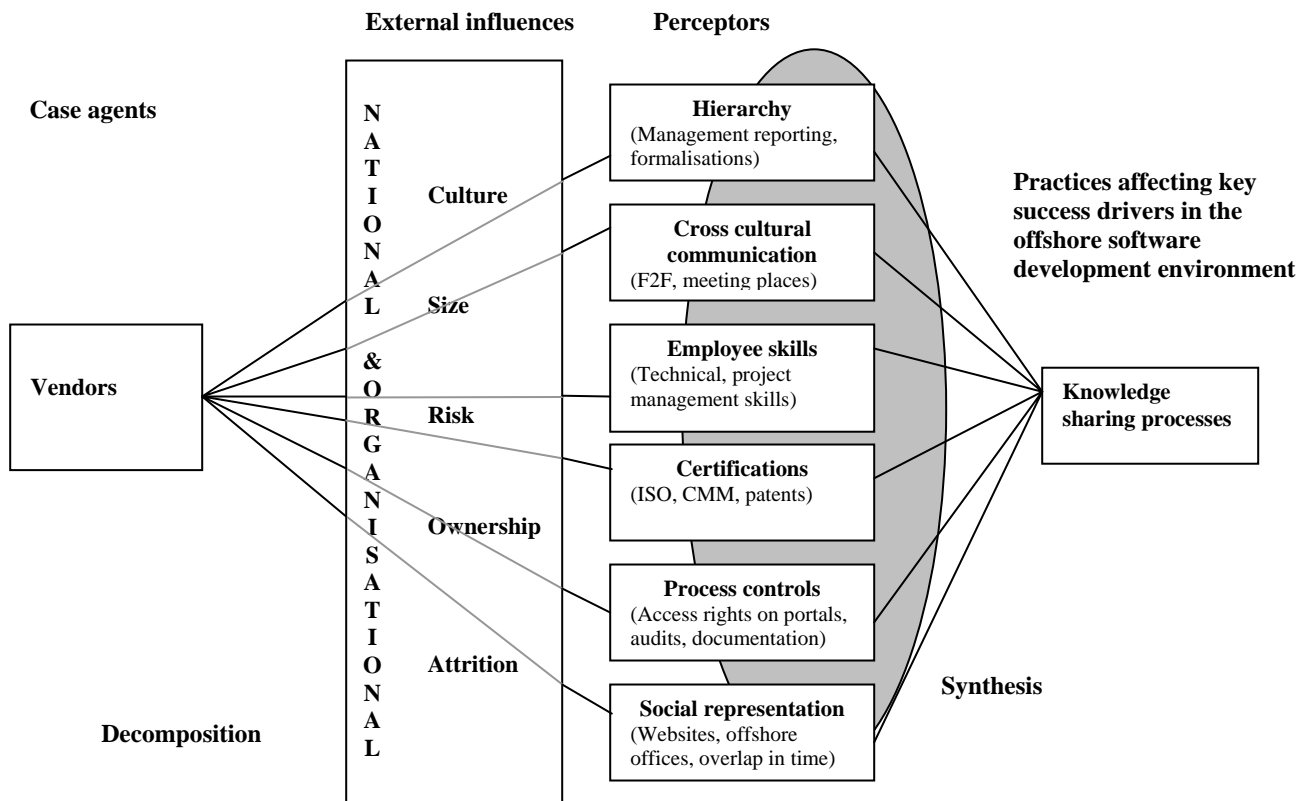 External influences
Perceptors
Case agents
NATIONAL & ORGANISATIONAL
Culture
Size
Risk
Ownership
Attrition
Vendors
Decomposition
Hierarchy
(Management reporting,
formalisations)
Cross cultural
communication
(F2F, meeting places)
Employee skills
(Technical, project
management skills)
Certifications
(ISO, CMM, patents)
Process controls
(Access rights on portals,
audits, documentation)
Social representation
(Websites, offshore
offices, overlap in time)
Practices affecting key
success drivers in the
offshore software
development environment
Knowledge
sharing processes
Synthesis